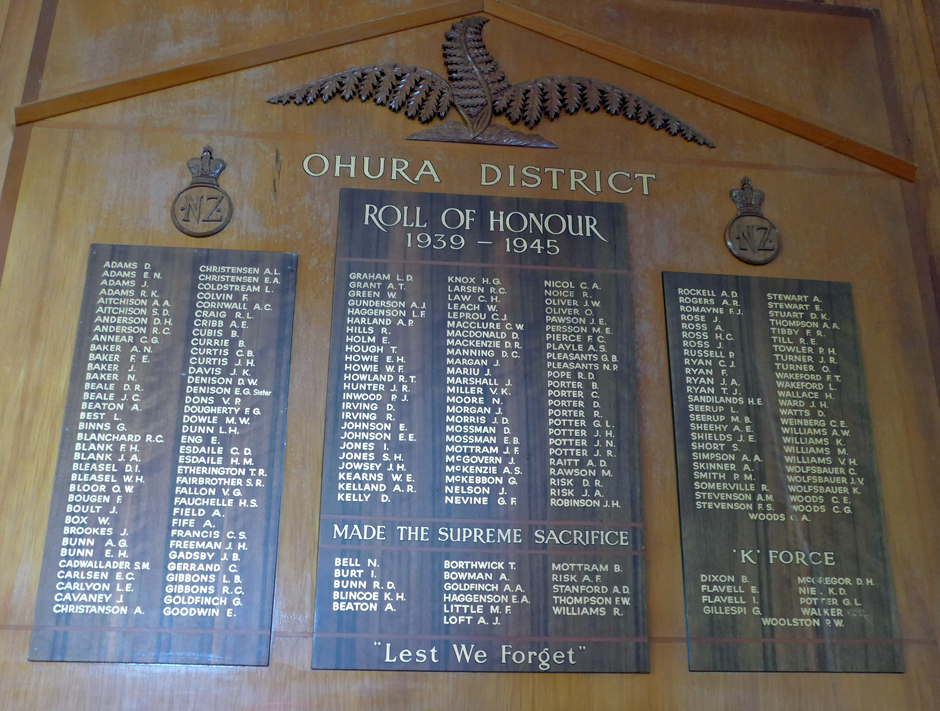 OHURA DISTRICT
NZ
NZ
ADAMS D.
ADAMS E. N.
ADAMS J.
ADAMS R. K.
AITCHISON A. A.
AITCHISON S. D.
ANDERSON D. H.
ANDERSON R. C.
ANNEAR C. G.
BAKER A. N.
BAKER F. E.
BAKER J.
BAKER N.
BEALE D. R.
BEALE J. C.
BEATON A.
BEST L.
BINNS G.
BLANCHARD R. C.
BLANK F. H.
BLANK J. A.
BLEASEL D. I.
BLEASEL W. H.
BLOOR O. W.
BOUGEN F.
BOULT J.
BOX W.
BROOKES J.
BUNN A. G.
BUNN E. H.
CADWALLADER S. M.
CARLSEN E. C.
CARLYON L. E.
CAVANEY J.
CHRISTANSON A.
CHRISTENSEN A. L.
CHRISTENSEN E. A.
COLDSTREAM L.
COLVIN F.
CORNWALL A. C.
CRAIG R. L.
CRIBB A. E.
CUBIS B.
CURRIE B.
CURTIS C. B.
CURTIS J. H.
DAVIS J. K.
DENISON D. W.
DENISON E. G. Sister
DONS V. P.
DOUGHERTY F. G.
DOWLE M. W.
DUNN L. H.
ENG E.
ESDAILE C. D.
ESDAILE H. M.
ETHERINGTON T. R.
FAIRBROTHER S. R.
FALLON V. G.
FAUCHELLE H. S.
FIELD A.
FIFE A.
FRANCIS C. S.
FREEMAN J. H.
GADSBY J. B.
GERRAND C.
GIBBONS L. B.
GIBBONS R. C.
GOLDFINCH G.
GOODWIN E.
ROLL OF HONOUR
1939 – 1945
GRAHAM L. D.
GRANT A. T.
GREEN W.
GUNDERSON A. J.
HAGGENSON L. F.
HARLAND A. P.
HILLS R.
HOLM E.
HOUGH T.
HOWIE E. H.
HOWIE W. F.
HOWLAND R. T.
HUNTER J. R.
INWOOD P. J.
IRVING D.
IRVING R.
JOHNSON E.
JOHNSON E. E.
JONES I.
JONES S. H.
JOWSEY J. H.
KEARNS W. E.
KELLAND A. R.
KELLY D.
KNOX H. G.
LARSEN R. C.
LAW C. H.
LEACH W.
LEPROU C. J.
MACCLURE C. W.
MACDONALD D.
MACKENZIE D. R.
MANNING D. C.
MARGAN J.
MARIU J.
MARSHALL J.
MILLER V. K.
MOORE N.
MORGAN J.
MORRIS J. D.
MOSSMAN D.
MOSSMAN E. B.
MOTTRAM J. F.
McGOVERN J.
McKENZIE A. S.
McKEBBON G.
NELSON J.
NEVINE G. F.
NICOL C. A.
NOICE R.
OLIVER J. W.
OLIVER O.
PAWSON J. E.
PERSSON M. E.
PIERCE F. C.
PLAYLE A. S.
PLEASANTS G. B.
PLEASANTS N. P.
POPE R. D.
PORTER B.
PORTER C.
PORTER D.
PORTER R.
POTTER G. L.
POTTER J. H.
POTTER J. N.
POTTER J. R.
RAITT A. D.
RAWSON M.
RISK D. R.
RISK J. A.
ROBINSON J. H.
MADE THE SUPREME SACRIFICE
BELL N.
BURT I.
BUNN R. D.
BLINCOE K. H.
BEATON A.
BORTHWICK T.
BOWMAN A.
GOLDFINCH A. A.
HAGGENSON E. A.
LITTLE M. F.
LOFT A. J.
MOTTRAM B.
RISK A. F.
STANFORD A. D.
THOMPSON F. W.
WILLIAMS R.
"Lest We Forget"
ROCKELL A. D.
ROGERS A. R.
ROMAYNE F. J.
ROSE J.
ROSS A.
ROSS H. C.
ROSS J.
RUSSELL P.
RYAN C. J.
RYAN F.
RYAN J. A.
RYAN T. J.
SANDILANDS H. E.
SEERUP L.
SEERUP M. B.
SHEEHY A. E.
SHIELDS J. E.
SHORT S.
SIMPSON A. A.
SKINNER A.
SMITH P. M.
SOMERVILLE R.
STEVENSON A. M.
STEVENSON F. S.
STEWART A.
STEWART E.
STUART D. K.
THOMPSON A. A.
TIBBY F. R.
TILL R. E.
TOWLER P. H.
TURNER J. R.
TURNER O.
WAKEFORD F. T.
WAKEFORD L.
WALLACE H.
WARD J. H.
WATTS D.
WEINBERG C. E.
WILLIAMS A. W.
WILLIAMS K.
WILLIAMS M.
WILLIAMS V. H.
WOLFSBAUER C.
WOLFSBAUER J. V.
WOLFSBAUER K.
WOODS C. E.
WOODS C. G.
WOODS A.
'K' FORCE
DIXON B.
FLAVELL E.
FLAVELL I.
GILLESPI G.
McGREGOR D. H.
K. D.
POTTER G. L.
WALKER
WOOLSTON P. W.